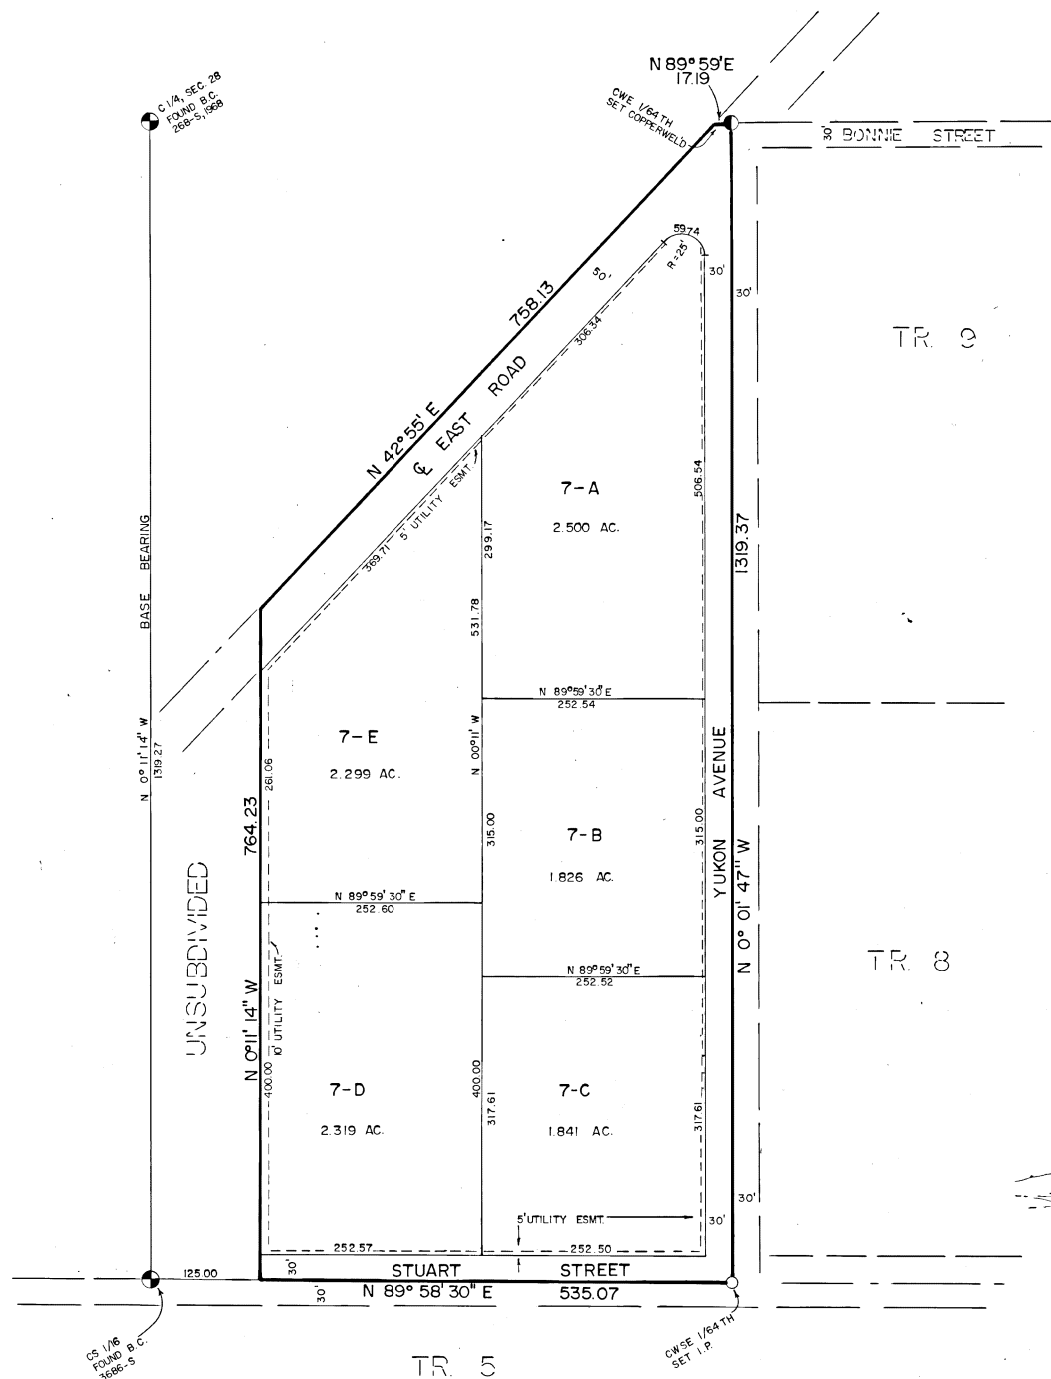 N 89° 59' E
17.19
C 1/4, SEC. 28
FOUND B.C.
268-S, 1968
CWE 1/64 TH
SET COPPERWELD
30'
BONNIE STREET
59.74
R = 25'
30'
30'
50'
758.13
306.34
N 42° 55' E
℄ EAST ROAD
TR. 9
5' UTILITY ESMT.
369.71
7-A
2.500 AC.
506.54
299.17
531.78
1319.37
BASE BEARING
N 0° 11' 14" W
1319.27
N 89° 59' 30" E
252.54
7-E
2.299 AC.
261.06
764.23
N 00° 11' W
315.00
7-B
1.826 AC.
315.00
YUKON AVENUE
N 0° 01' 47" W
UNSUBDIVIDED
N 89° 59' 30" E
252.60
10' UTILITY ESMT.
N 0° 11' 14" W
N 89° 59' 30" E
252.52
TR. 8
7-D
2.319 AC.
400.00
400.00
317.61
7-C
1.841 AC.
317.61
30'
30'
5' UTILITY ESMT.
252.57
252.50
125.00
30'
30'
STUART STREET
N 89° 58' 30" E
535.07
CS 1/16
FOUND B.C.
3686-S
CWSE 1/64 TH
SET I.P.
TR. 5